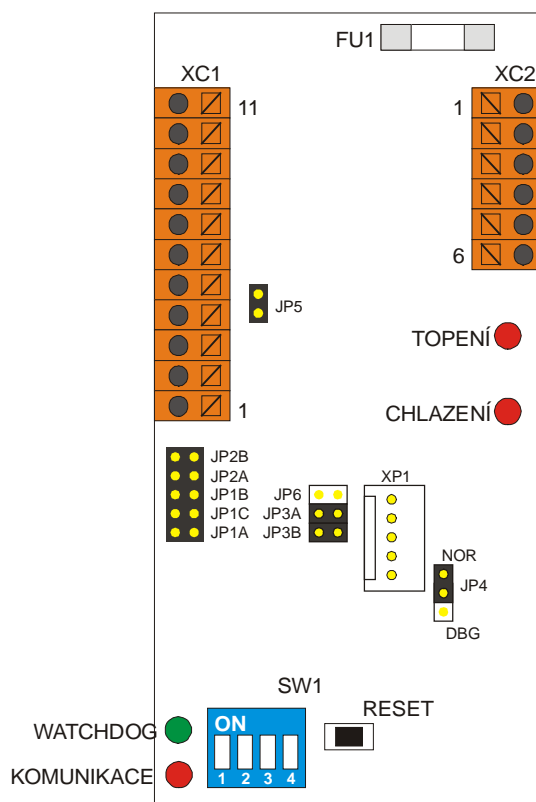 FU1
XC1
XC2
11
1
6
JP5
TOPENÍ
CHLAZENÍ
1
JP2B
JP2A
JP1B
JP1C
JP1A
JP6
JP3A
JP3B
XP1
NOR
JP4
DBG
SW1
RESET
WATCHDOG
ON
1 2 3 4
KOMUNIKACE